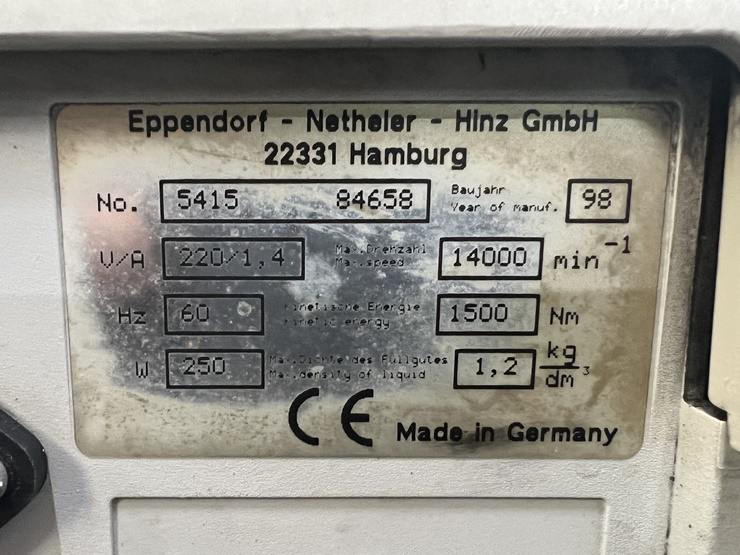 Eppendorf - Netheler - Hinz GmbH
22331 Hamburg
No. 5415 84658 Baujahr 98
Year of manuf.
V/A 220/1,4 Max.Drehzahl 14000 min⁻¹
Max.speed
Hz 60 kinetische Energie 1500 Nm
kinetic energy
W 250 Max.Dichte des Füllgutes 1,2 kg/dm³
Max.density of liquid
CE Made in Germany